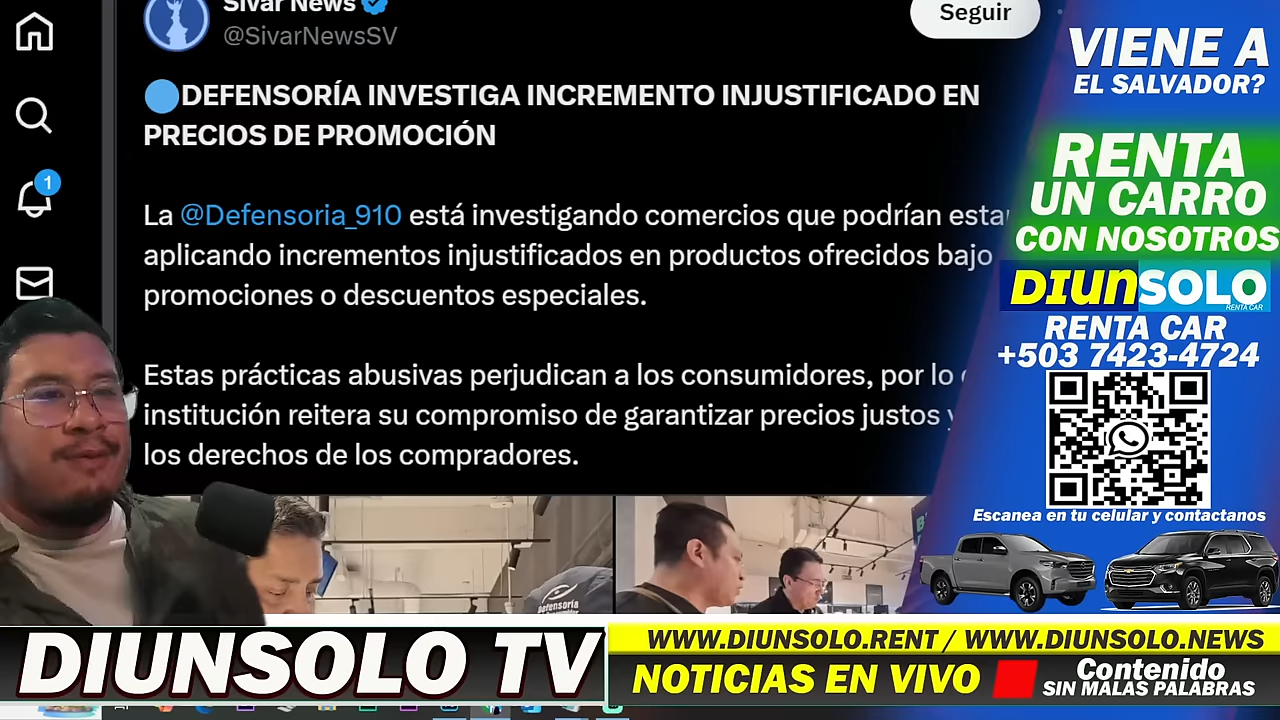 Sivar News
@SivarNewsSV
Seguir
1
DEFENSORÍA INVESTIGA INCREMENTO INJUSTIFICADO EN
PRECIOS DE PROMOCIÓN
La @Defensoria_910 está investigando comercios que podrían
aplicando incrementos injustificados en productos ofrecidos bajo
promociones o descuentos especiales.
Estas prácticas abusivas perjudican a los consumidores, por lo
institución reitera su compromiso de garantizar precios justos y
los derechos de los compradores.
Defensoría
VIENE A
EL SALVADOR?
RENTA
UN CARRO
CON NOSOTROS
DIUNSOLO
RENTA CAR
RENTA CAR
+503 7423-4724
Escanea en tu celular y contactanos
DIUNSOLO TV
WWW.DIUNSOLO.RENT / WWW.DIUNSOLO.NEWS
NOTICIAS EN VIVO
Contenido
SIN MALAS PALABRAS